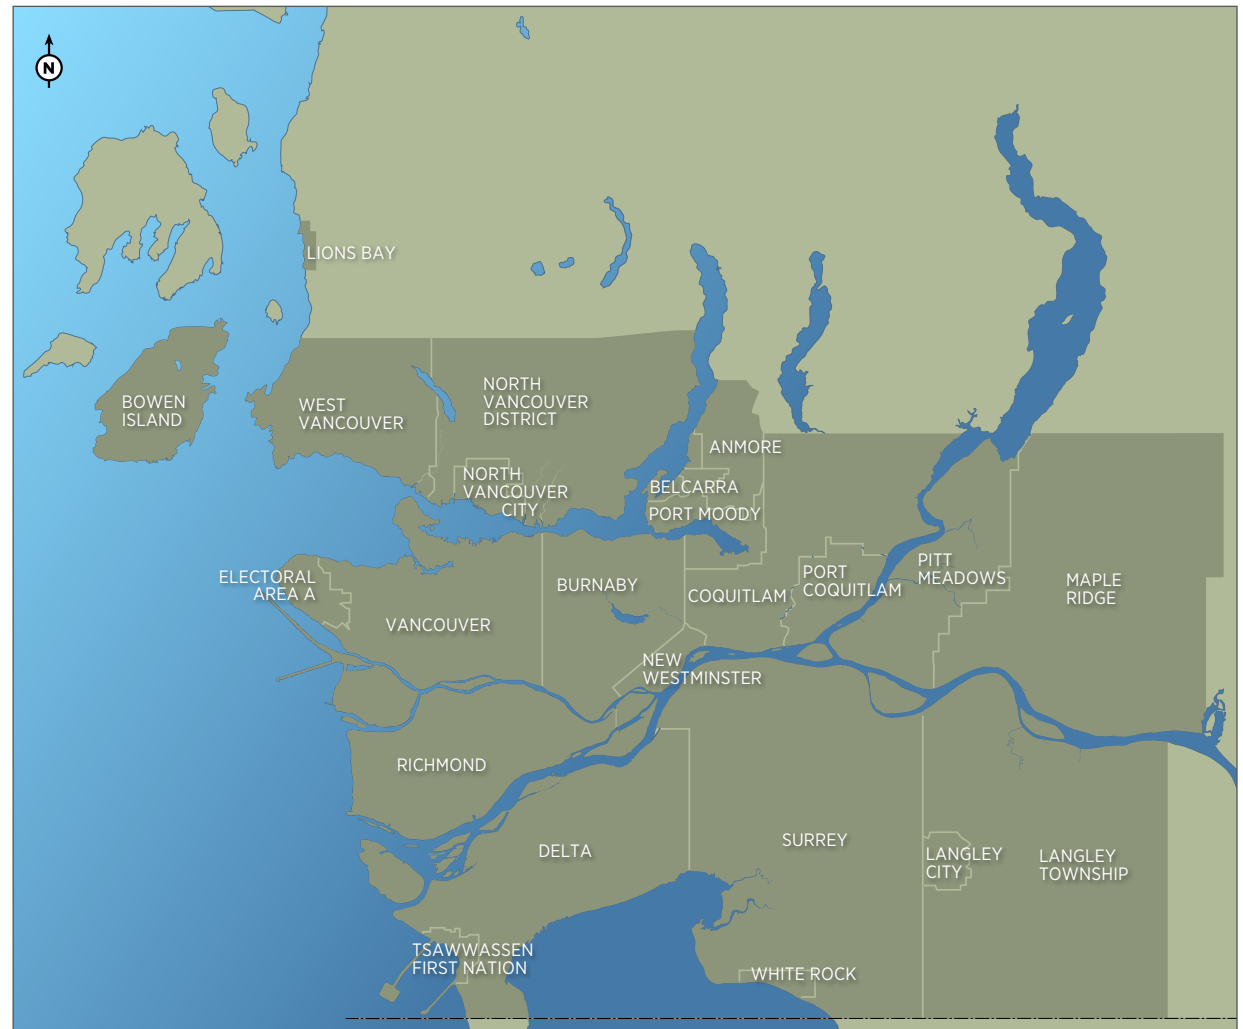 N
LIONS BAY
BOWEN
ISLAND
WEST
VANCOUVER
NORTH
VANCOUVER
DISTRICT
ANMORE
NORTH
VANCOUVER
CITY
BELCARRA
PORT MOODY
ELECTORAL
AREA A
VANCOUVER
BURNABY
COQUITLAM
PORT
COQUITLAM
PITT
MEADOWS
MAPLE
RIDGE
NEW
WESTMINSTER
RICHMOND
DELTA
SURREY
LANGLEY
CITY
LANGLEY
TOWNSHIP
TSAWWASSEN
FIRST NATION
WHITE ROCK